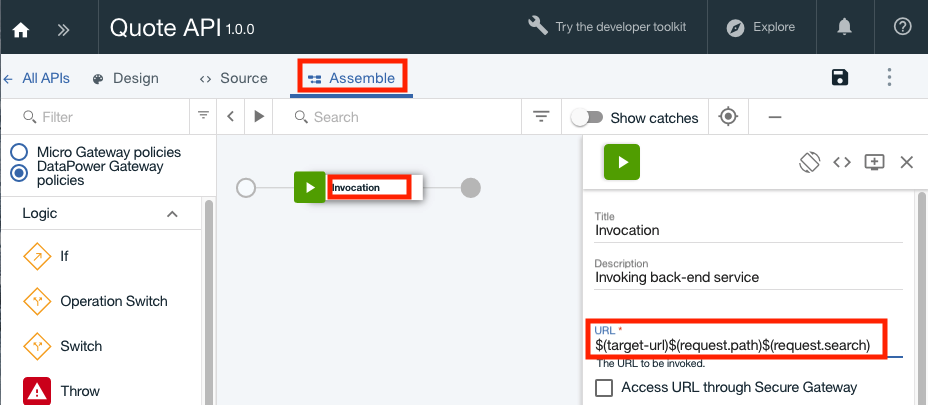 Quote API 1.0.0
Try the developer toolkit
Explore
All APIs
Design
Source
Assemble
Filter
Search
Show catches
Micro Gateway policies
DataPower Gateway
policies
Logic
If
Operation Switch
Switch
Throw
Invocation
Title
Invocation
Description
Invoking back-end service
URL *
$(target-url)$(request.path)$(request.search)
The URL to be invoked.
Access URL through Secure Gateway